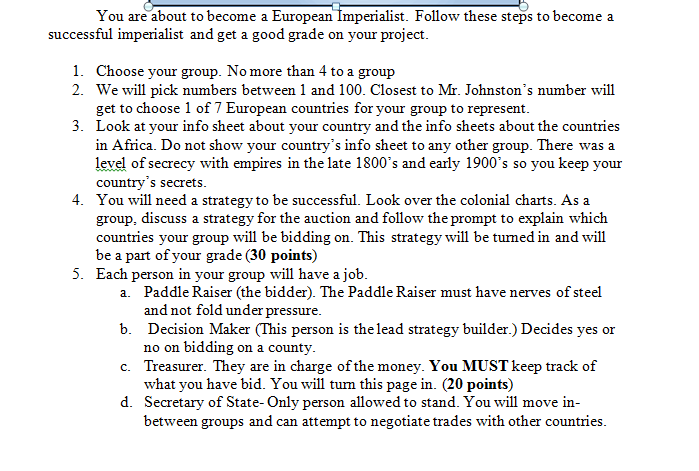 You are about to become a European Imperialist. Follow these steps to become a
successful imperialist and get a good grade on your project.
1. Choose your group. No more than 4 to a group
2. We will pick numbers between 1 and 100. Closest to Mr. Johnston's number will
get to choose 1 of 7 European countries for your group to represent.
3. Look at your info sheet about your country and the info sheets about the countries
in Africa. Do not show your country's info sheet to any other group. There was a
level of secrecy with empires in the late 1800's and early 1900's so you keep your
country's secrets.
4. You will need a strategy to be successful. Look over the colonial charts. As a
group, discuss a strategy for the auction and follow the prompt to explain which
countries your group will be bidding on. This strategy will be turned in and will
be a part of your grade (30 points)
5. Each person in your group will have a job.
a. Paddle Raiser (the bidder). The Paddle Raiser must have nerves of steel
and not fold under pressure.
b. Decision Maker (This person is the lead strategy builder.) Decides yes or
no on bidding on a county.
c. Treasurer. They are in charge of the money. You MUST keep track of
what you have bid. You will turn this page in. (20 points)
d. Secretary of State- Only person allowed to stand. You will move in-
between groups and can attempt to negotiate trades with other countries.